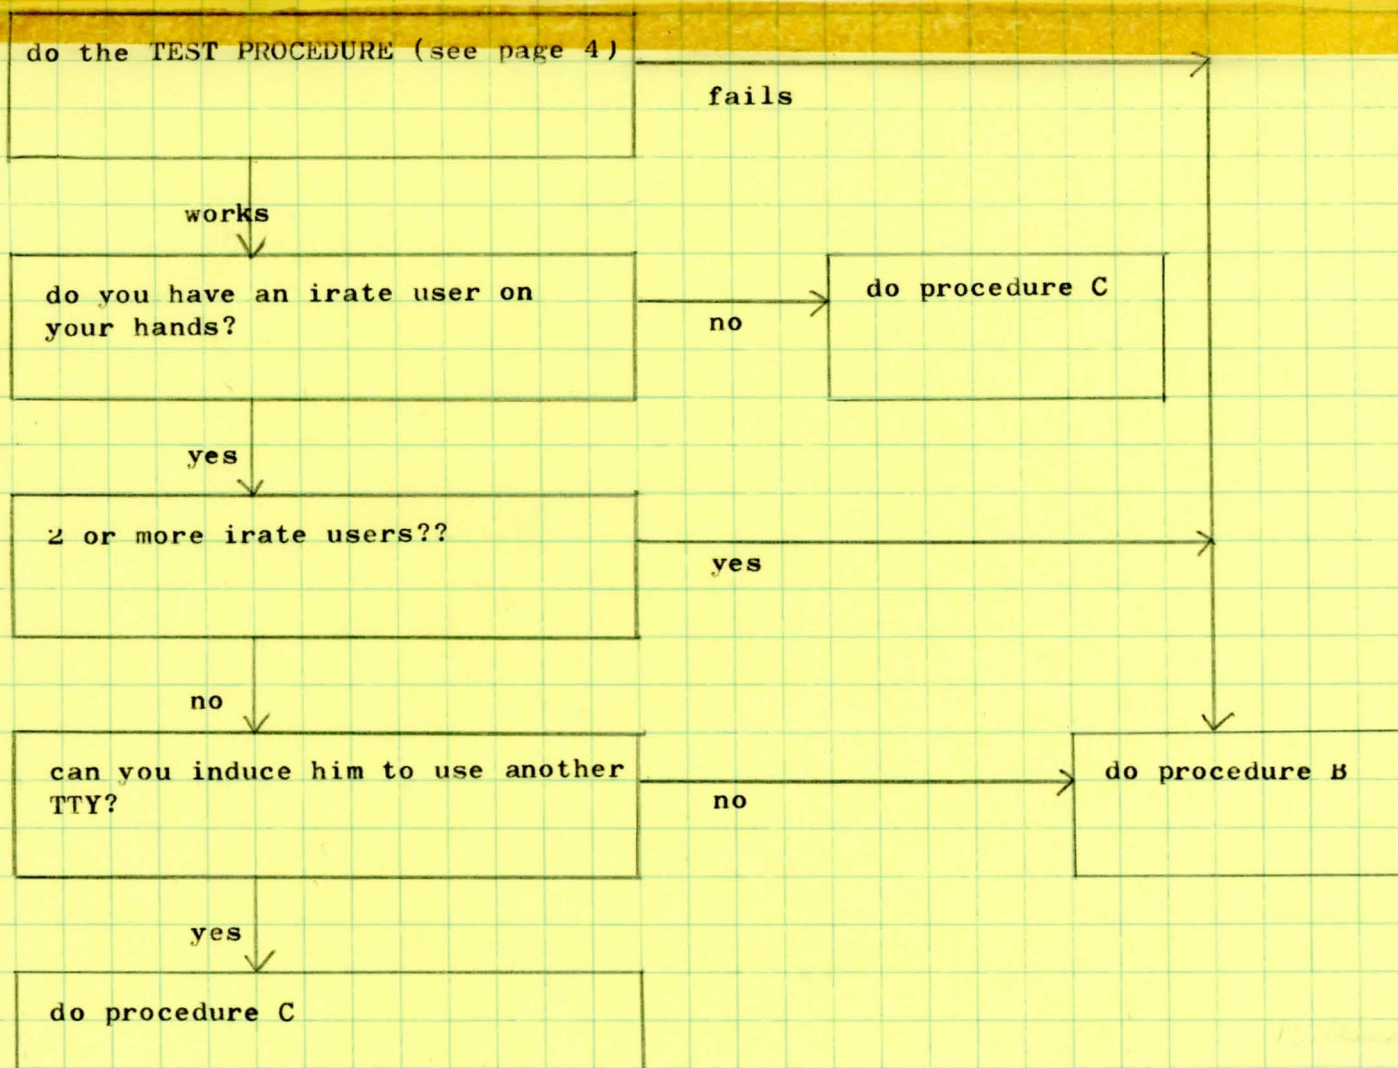 do the TEST PROCEDURE (see page 4)
fails
works
do you have an irate user on
your hands?
no
do procedure C
yes
2 or more irate users??
yes
no
can you induce him to use another
TTY?
no
do procedure B
yes
do procedure C